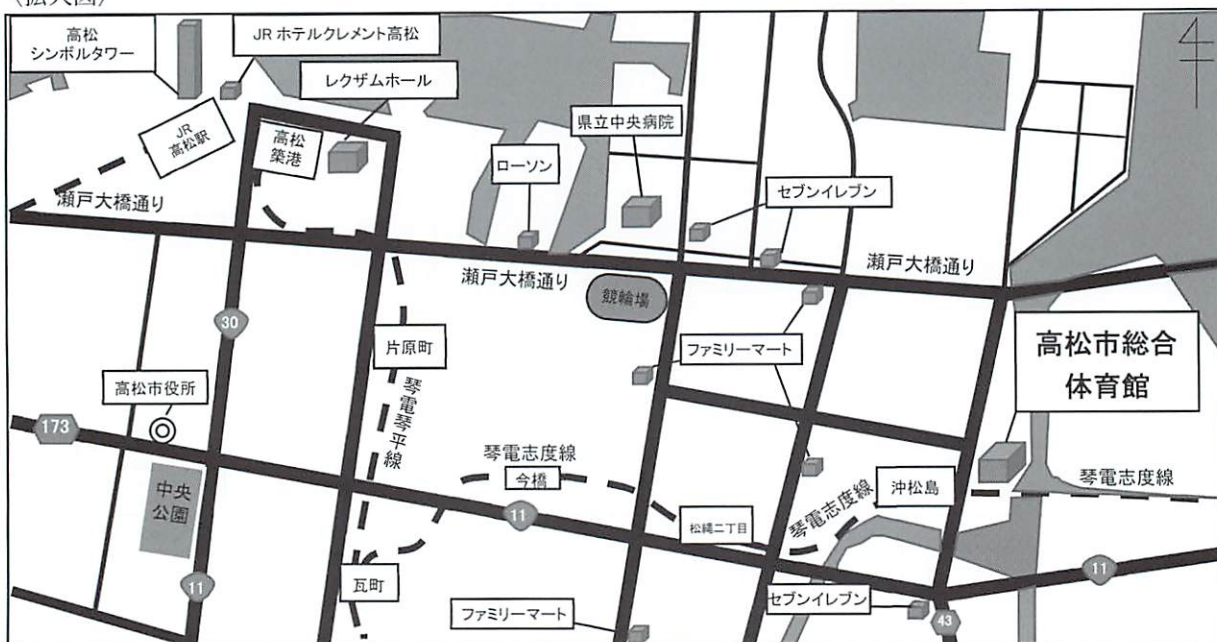 〈拡大図〉
高松
シンボルタワー
JR ホテルクレメント高松
レクザムホール
JR
高松駅
高松
築港
県立中央病院
ローソン
セブンイレブン
瀬戸大橋通り
瀬戸大橋通り
瀬戸大橋通り
競輪場
30
片原町
ファミリーマート
高松市総合
体育館
高松市役所
琴電琴平線
173
琴電志度線
今橋
沖松島
琴電志度線
琴電志度線
中央
公園
11
松縄二丁目
瓦町
11
11
セブンイレブン
ファミリーマート
43